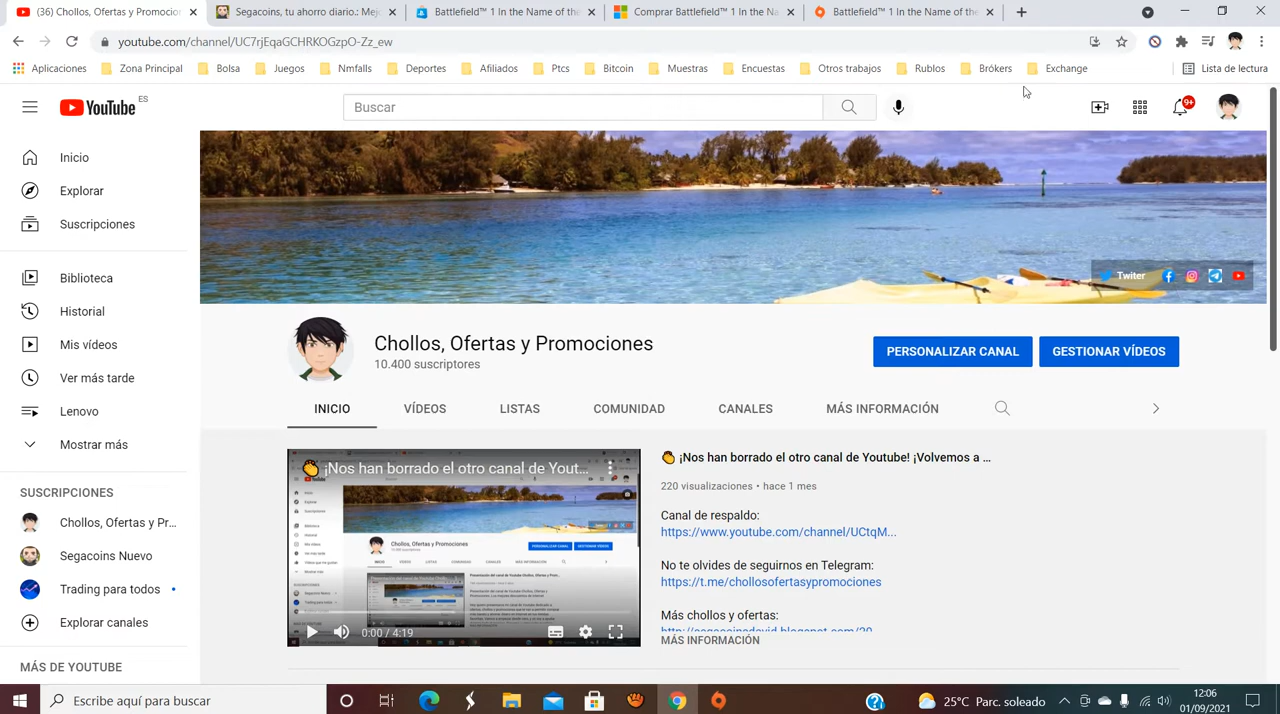 (36) Chollos, Ofertas y Promocion
Segacoins, tu ahorro diario: Mejo
Battlefield™ 1 In the Name of the
Comprar Battlefield™ 1 In the Na
Battlefield™ 1 In the Name of the
youtube.com/channel/UC7rjEqaGCHRKOGzpO-Zz_ew
Aplicaciones
Zona Principal
Bolsa
Juegos
Nmfalls
Deportes
Afiliados
Ptcs
Bitcoin
Muestras
Encuestas
Otros trabajos
Rublos
Brókers
Exchange
Lista de lectura
YouTube ES
Buscar
9+
Inicio
Explorar
Suscripciones
Biblioteca
Historial
Mis vídeos
Ver más tarde
Lenovo
Mostrar más
SUSCRIPCIONES
Chollos, Ofertas y Pr...
Segacoins Nuevo
Trading para todos
Explorar canales
MÁS DE YOUTUBE
Twiter
Chollos, Ofertas y Promociones
10.400 suscriptores
PERSONALIZAR CANAL
GESTIONAR VÍDEOS
INICIO
VÍDEOS
LISTAS
COMUNIDAD
CANALES
MÁS INFORMACIÓN
¡Nos han borrado el otro canal de Yout...
Chollos, Ofertas y Promociones
0:00 / 4:19
👏 ¡Nos han borrado el otro canal de Youtube! ¡Volvemos a ...
220 visualizaciones • hace 1 mes
Canal de respaldo:
https://www.youtube.com/channel/UCtqM...
No te olvides de seguirnos en Telegram:
https://t.me/chollosofertasypromociones
Más chollos y ofertas:
MÁS INFORMACIÓN
Escribe aquí para buscar
25°C Parc. soleado
12:06
01/09/2021